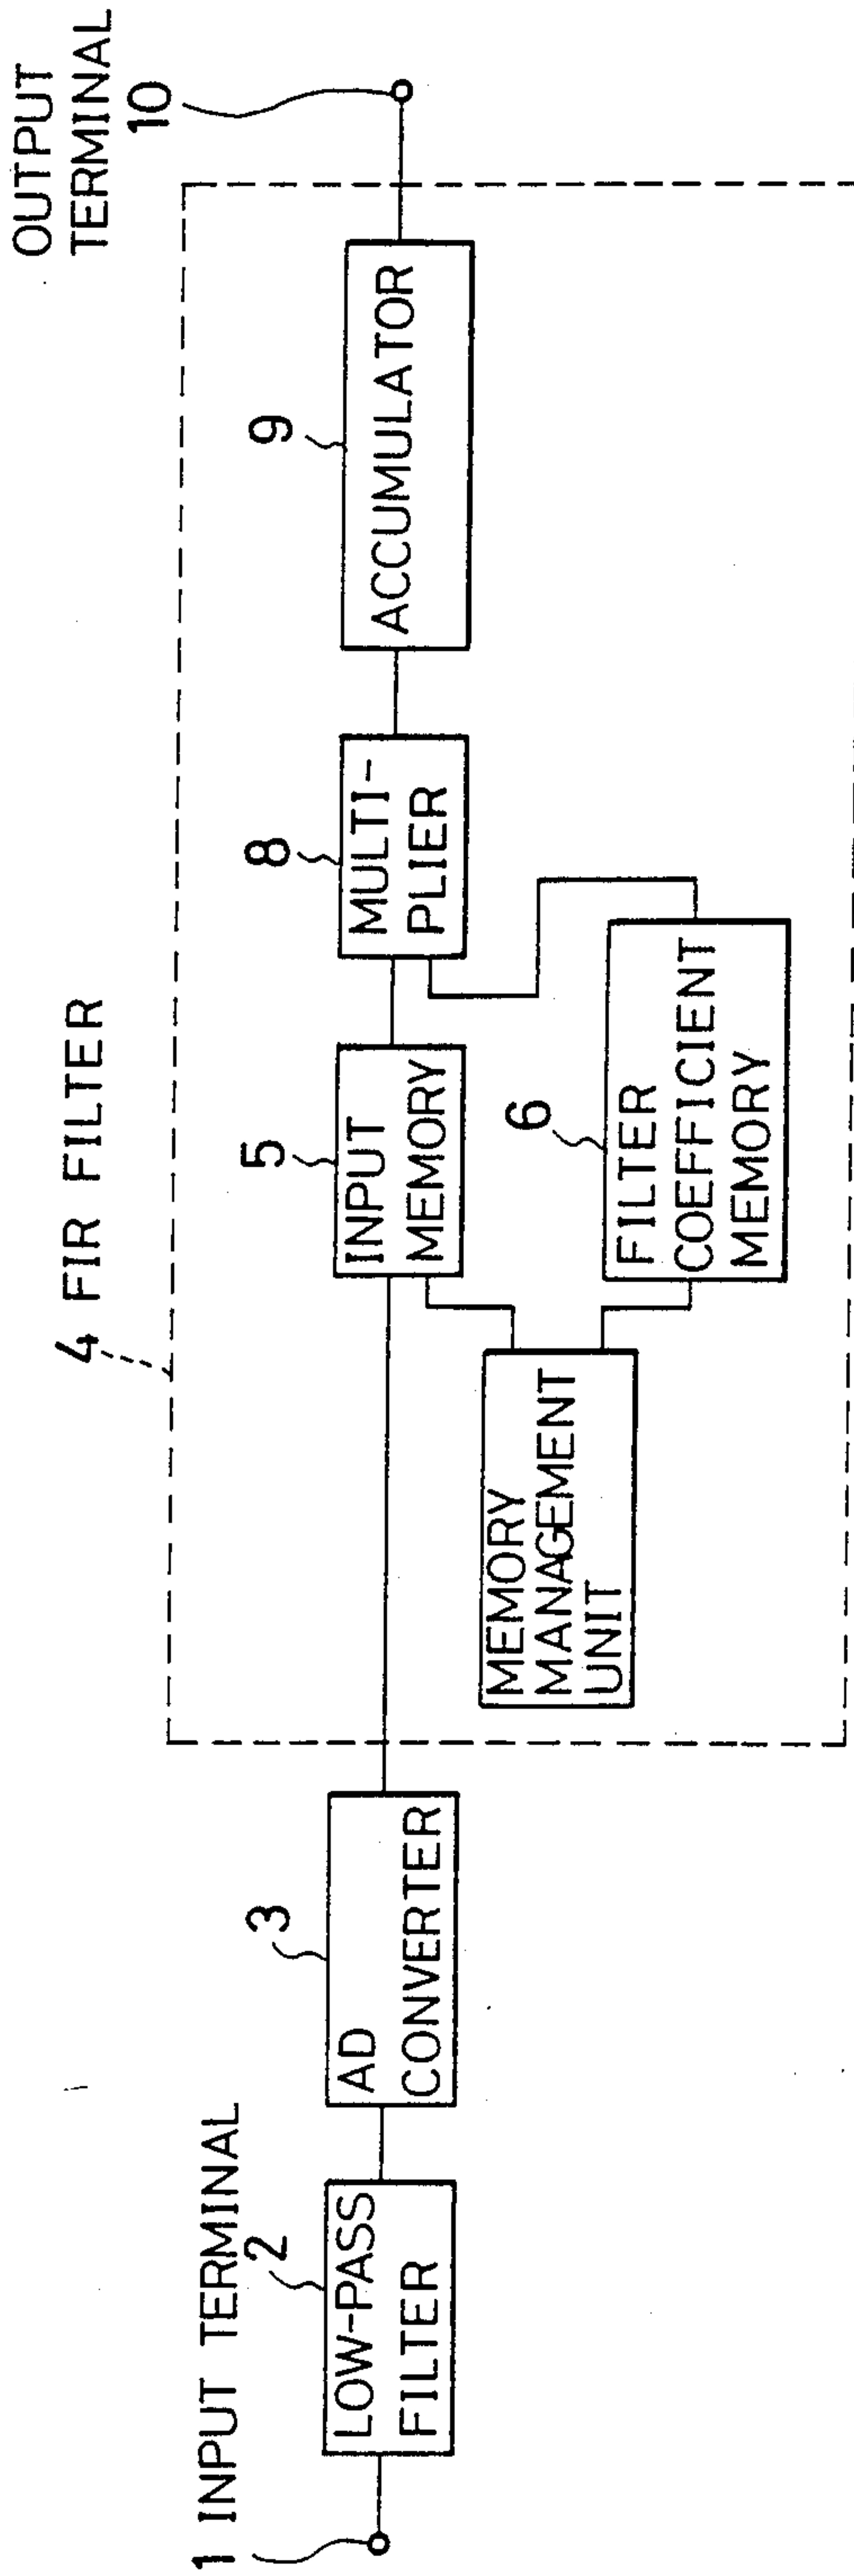 1 INPUT TERMINAL
2
LOW-PASS
FILTER
3
AD
CONVERTER
4 FIR FILTER
MEMORY
MANAGEMENT
UNIT
5
INPUT
MEMORY
6
FILTER
COEFFICIENT
MEMORY
8
MULTI-
PLIER
9
ACCUMULATOR
OUTPUT
TERMINAL
10